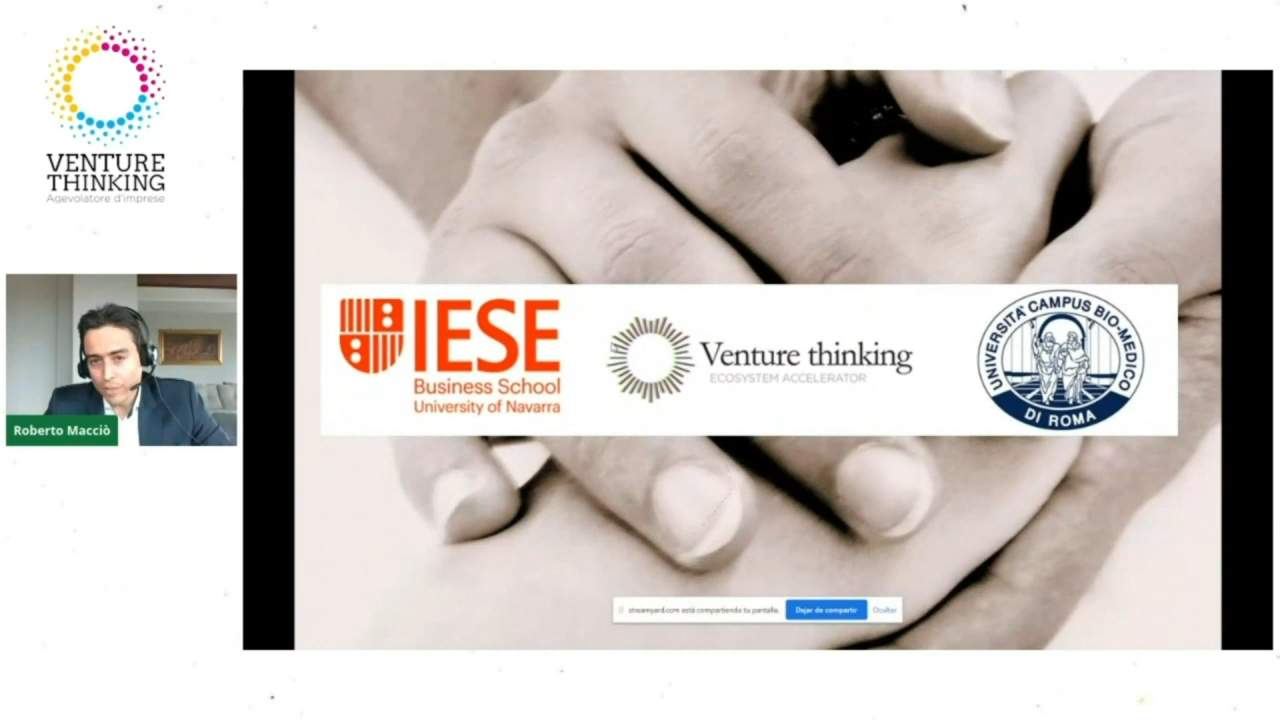 VENTURE
THINKING
Agevolatore d'imprese
Roberto Macciò
IESE
Business School
University of Navarra
Venture thinking
ECOSYSTEM ACCELERATOR
UNIVERSITA' CAMPUS BIO-MEDICO
DI ROMA
streamyard.com está compartiendo tu pantalla.
Dejar de compartir
Ocultar